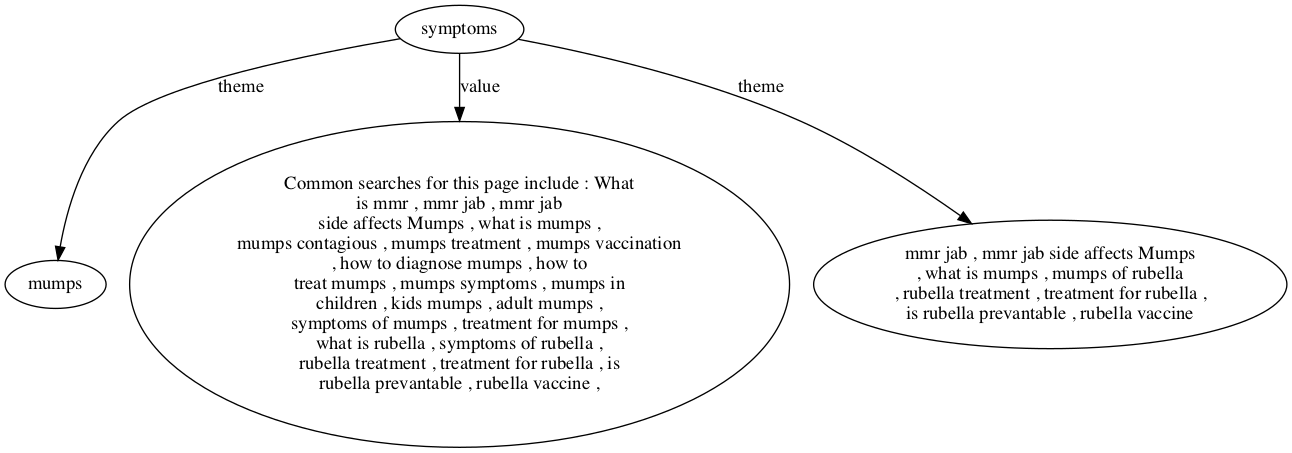 symptoms
theme
value
theme
mumps
Common searches for this page include : What
is mmr , mmr jab , mmr jab
side affects Mumps , what is mumps ,
mumps contagious , mumps treatment , mumps vaccination
, how to diagnose mumps , how to
treat mumps , mumps symptoms , mumps in
children , kids mumps , adult mumps ,
symptoms of mumps , treatment for mumps ,
what is rubella , symptoms of rubella ,
rubella treatment , treatment for rubella , is
rubella prevantable , rubella vaccine ,
mmr jab , mmr jab side affects Mumps
, what is mumps , mumps of rubella
, rubella treatment , treatment for rubella ,
is rubella prevantable , rubella vaccine